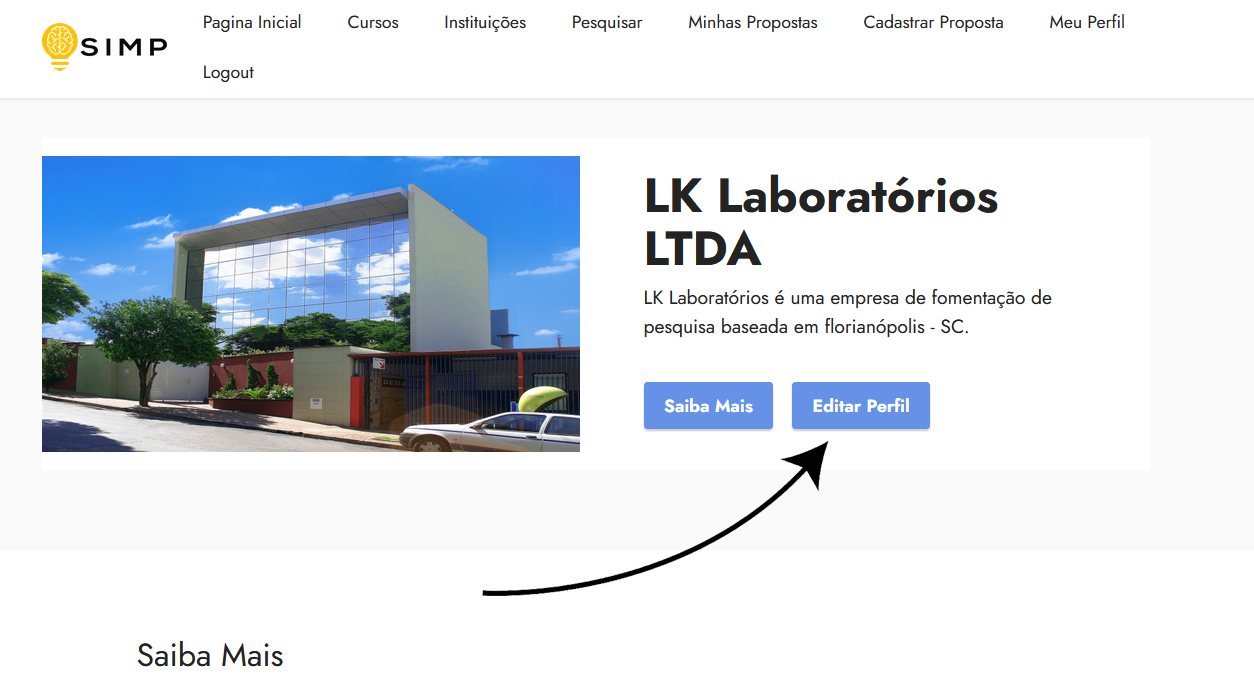 SIMP
Pagina Inicial Cursos Instituições Pesquisar Minhas Propostas Cadastrar Proposta Meu Perfil
Logout
LK Laboratórios
LTDA
LK Laboratórios é uma empresa de fomentação de
pesquisa baseada em florianópolis - SC.
Saiba Mais Editar Perfil
Saiba Mais